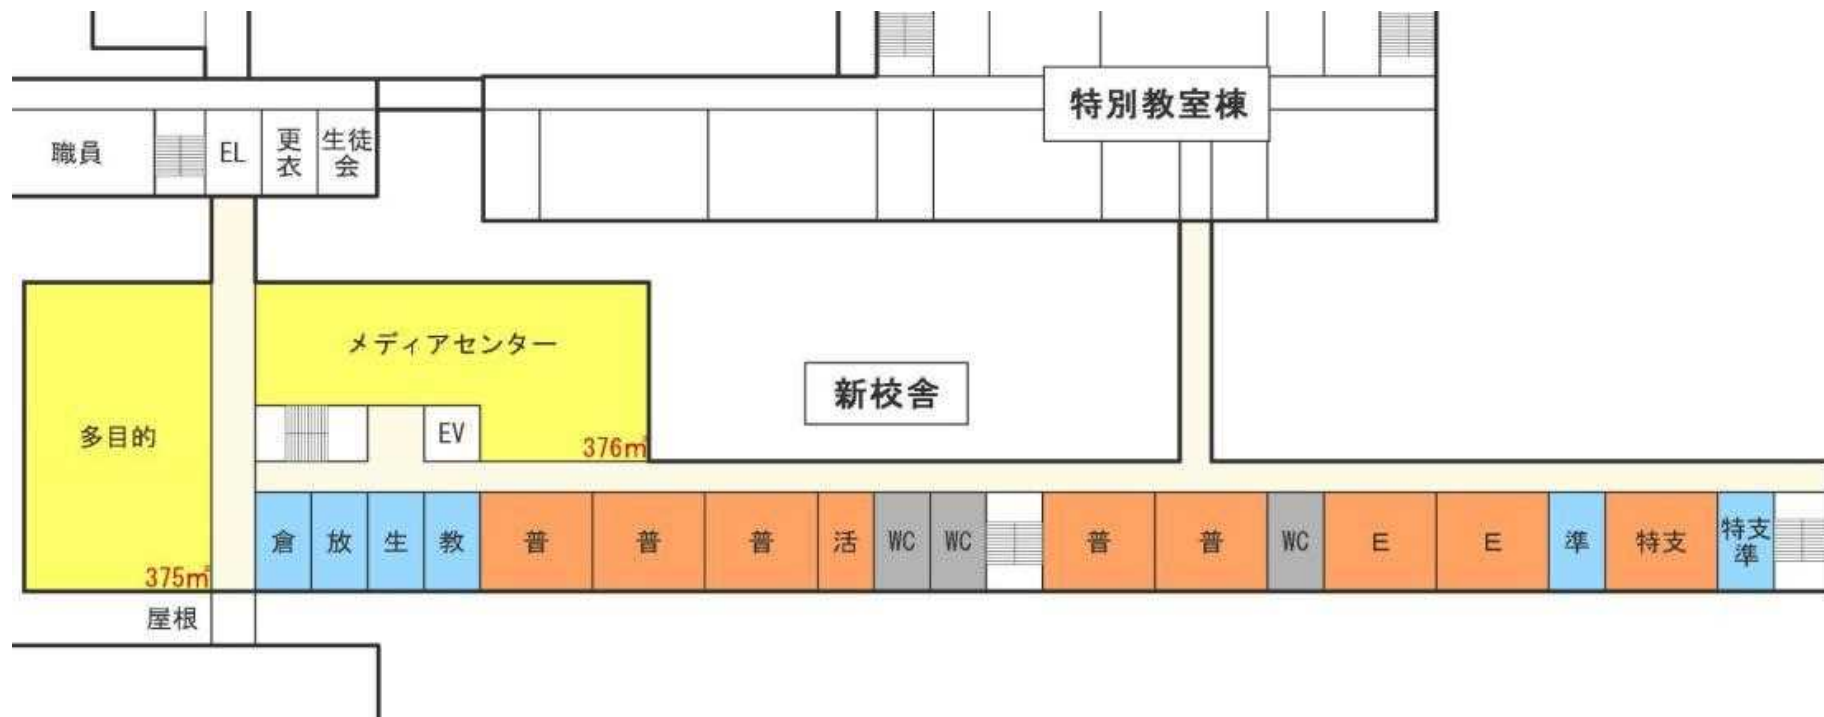 特別教室棟
職員
EL
更
衣
生徒
会
メディアセンター
新校舎
多目的
EV
376㎡
倉
放
生
教
普
普
普
活
WC
WC
普
普
WC
E
E
準
特支
特支
準
375㎡
屋根